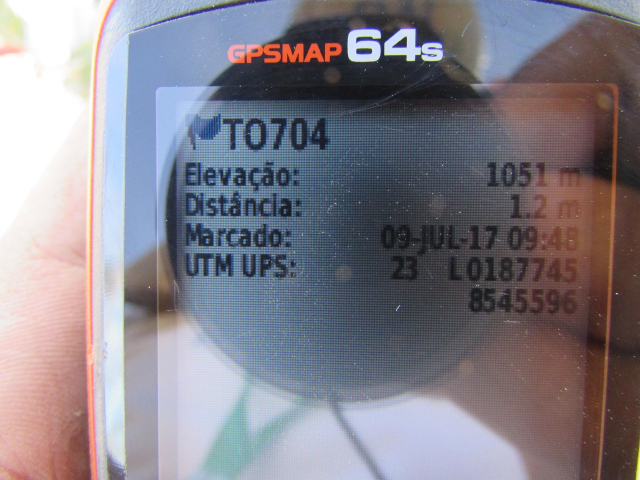 GPSMAP 64s
TO704
Elevação: 1051 m
Distância: 1.2 m
Marcado: 09-JUL-17 09:48
UTM UPS: 23 L 0187745
8545596